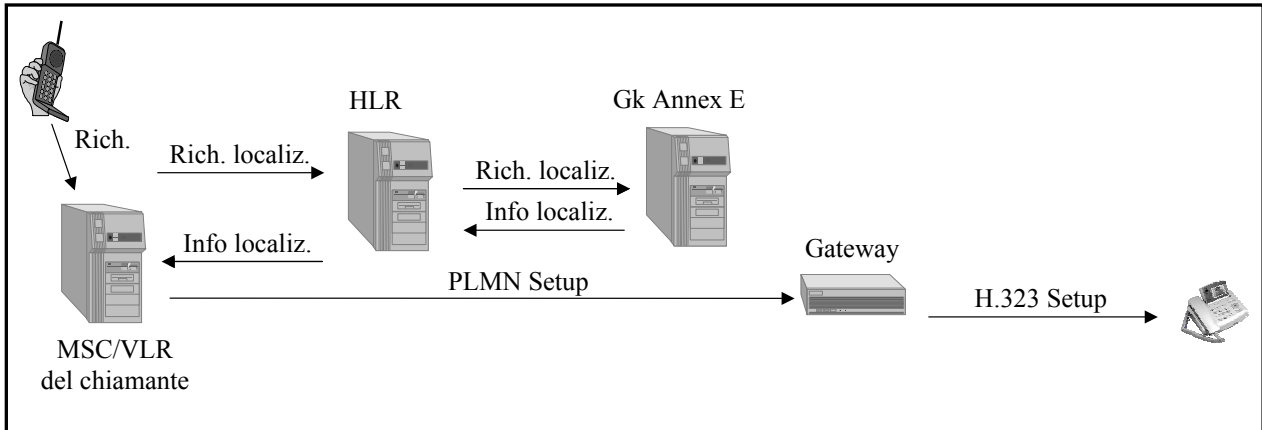 HLR
Gk Annex E
Rich.
Rich. localiz.
Rich. localiz.
Info localiz.
Info localiz.
Gateway
PLMN Setup
H.323 Setup
MSC/VLR
del chiamante